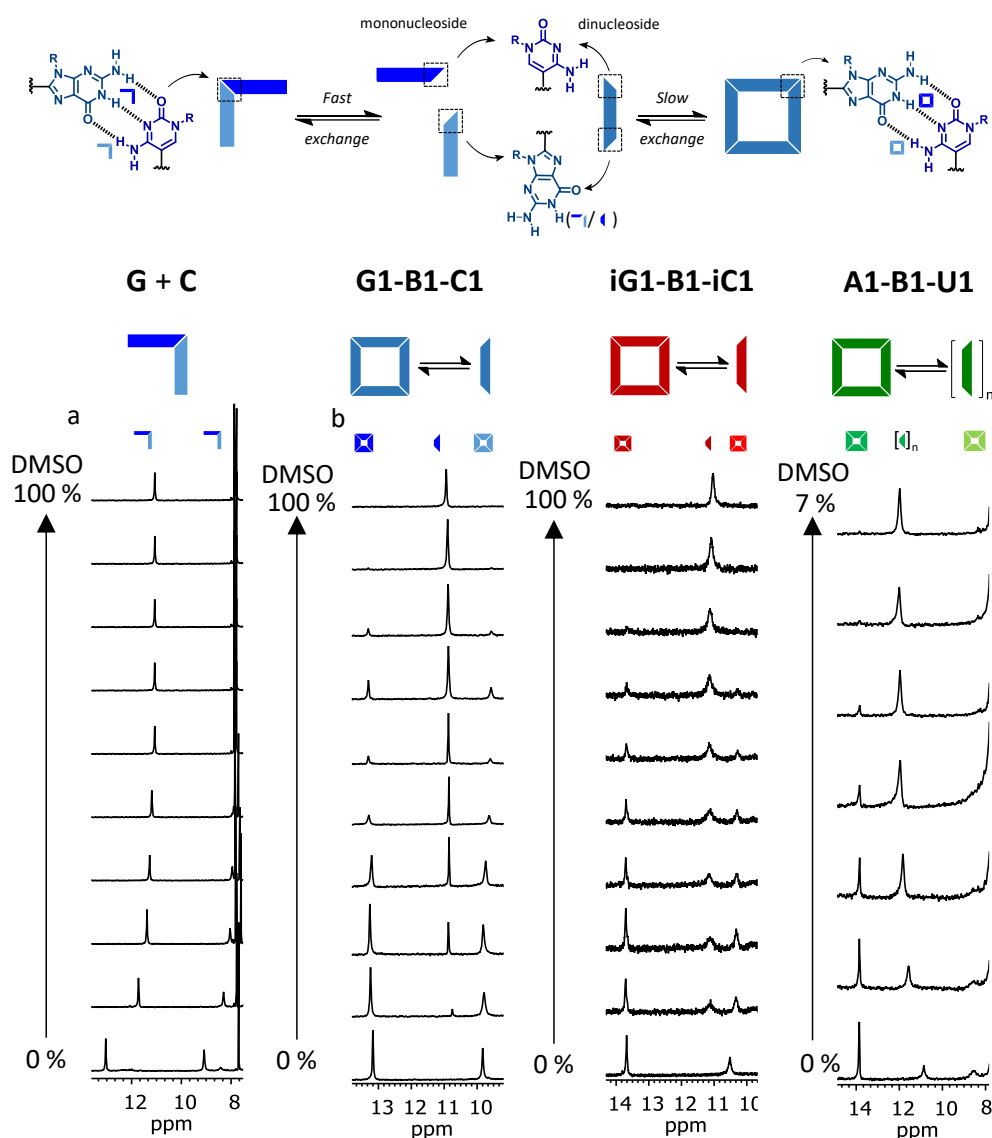 mononucleoside
dinucleoside
R
N
N
N
N
H
N
H
H
O
O
N
N
R
H
N
H
Fast
exchange
O
R
N
N
N
H
H
R
N
N
O
N
N
H
H-N
H
( / )
Slow
exchange
R
N
N
N
N
H
N
H
H
O
O
N
N
R
H
N
H
G + C
G1-B1-C1
iG1-B1-iC1
A1-B1-U1
n
a
b
[ ]n
DMSO
100 %
DMSO
100 %
DMSO
100 %
DMSO
7 %
0 %
0 %
0 %
0 %
12 10 8
ppm
13 12 11 10
ppm
14 13 12 11 10
ppm
14 12 10 8
ppm